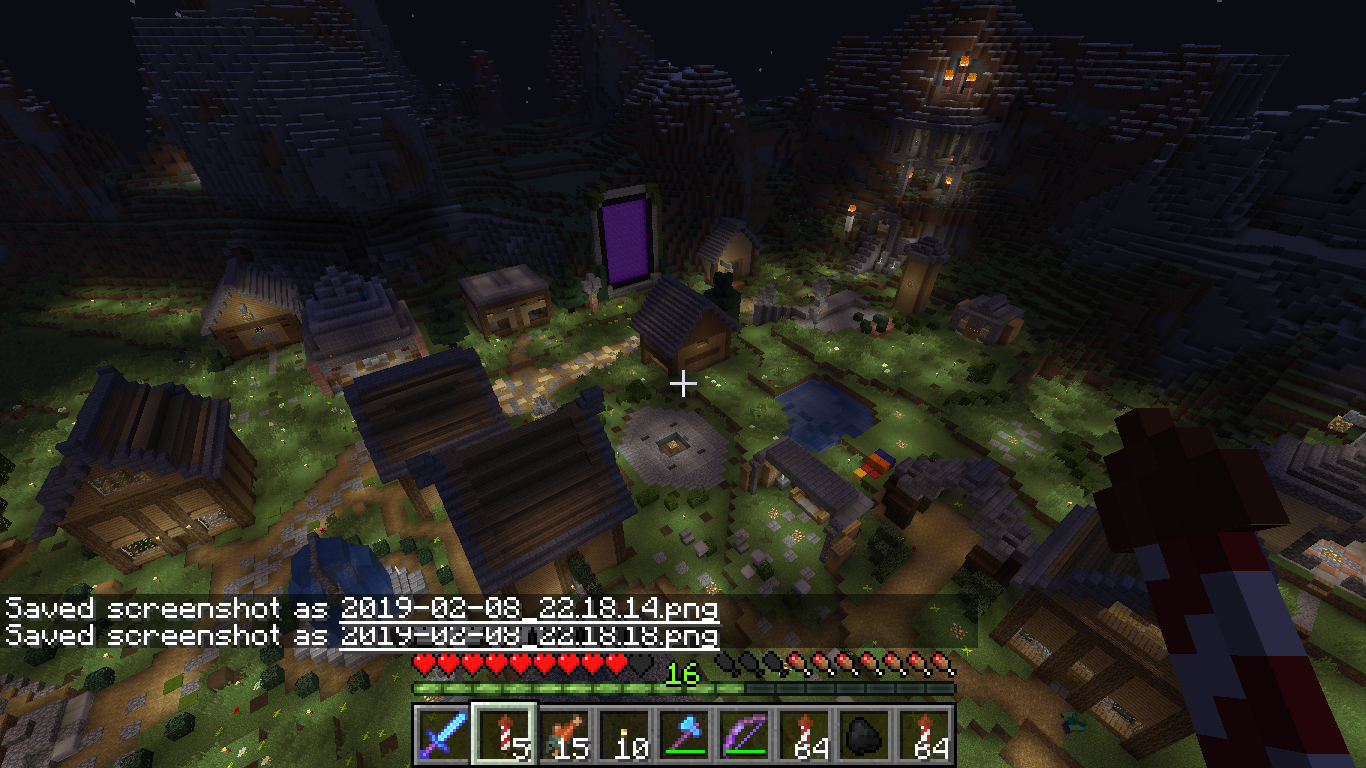 Saved screenshot as 2019-02-08_22.18.14.png
Saved screenshot as 2019-02-08_22.18.18.png
16
5 15 10 64 64